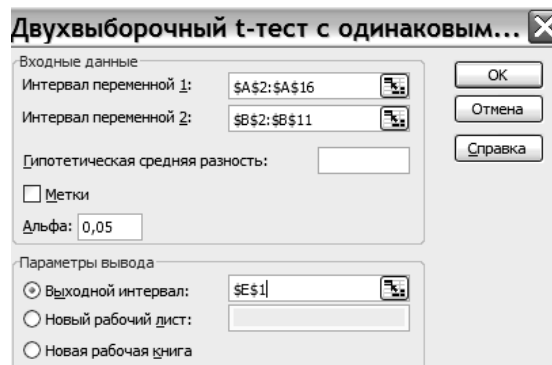 Двухвыборочный t-тест с одинаковым...
Входные данные
Интервал переменной 1: $A$2:$A$16
OK
Интервал переменной 2: $B$2:$B$11
Отмена
Гипотетическая средняя разность:
Справка
Метки
Альфа: 0,05
Параметры вывода
Выходной интервал: $E$1
Новый рабочий лист:
Новая рабочая книга